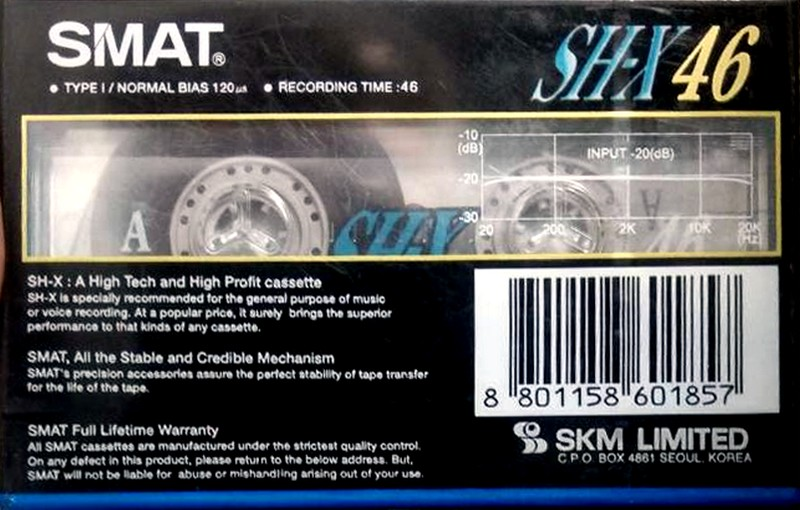 SMAT®
SH-X 46
● TYPE I / NORMAL BIAS 120μs ● RECORDING TIME :46
-10
(dB)
INPUT -20(dB)
-20
-30
20 200 2K 10K 20K
(Hz)
A
SH-X
A
46
SH-X : A High Tech and High Profit cassette
SH-X is specially recommended for the general purpose of music
or voice recording. At a popular price, it surely brings the superior
performance to that kinds of any cassette.
SMAT, All the Stable and Credible Mechanism
SMAT's precision accessories assure the perfect stability of tape transfer
for the life of the tape.
SMAT Full Lifetime Warranty
All SMAT cassettes are manufactured under the strictest quality control.
On any defect in this product, please return to the below address. But,
SMAT will not be liable for abuse or mishandling arising out of your use.
8 801158 601857
SKM LIMITED
C.P.O BOX 4861 SEOUL, KOREA